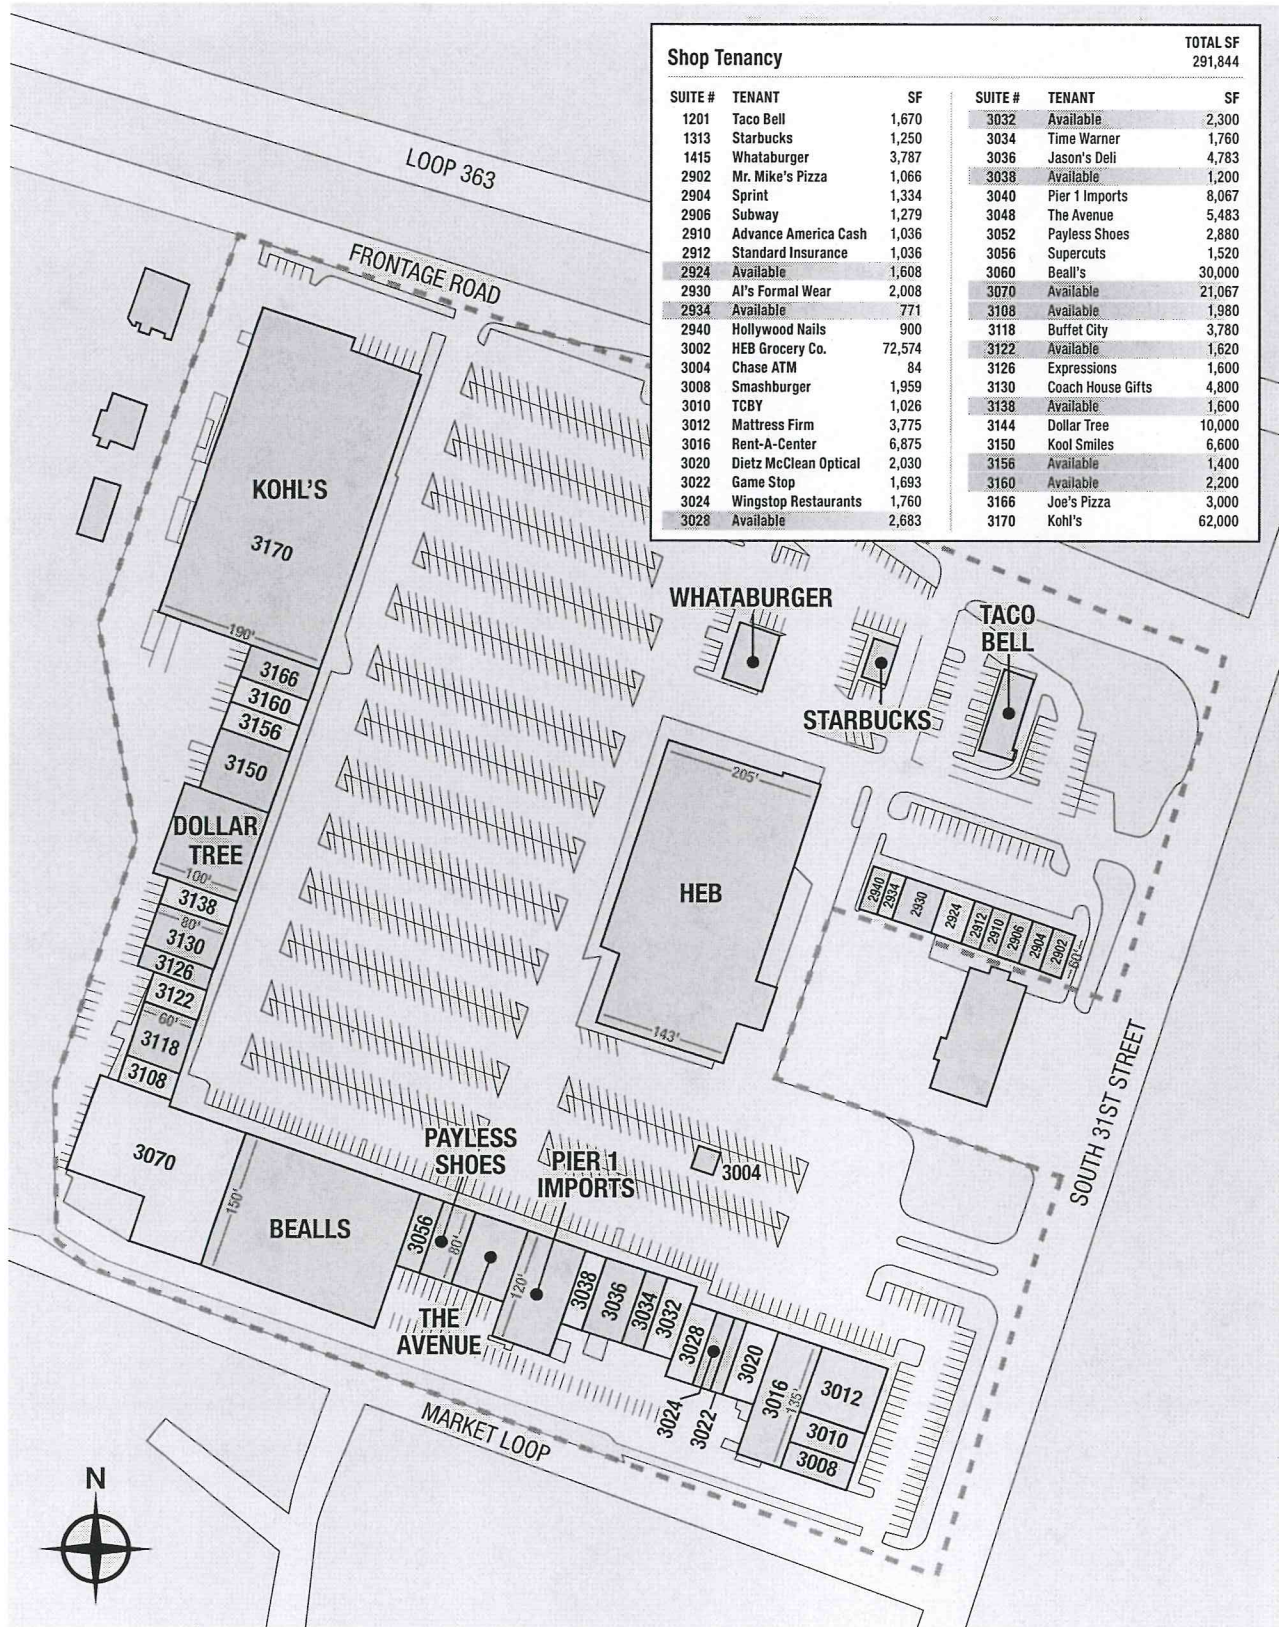 Shop Tenancy
TOTAL SF
291,844
SUITE # TENANT SF
1201 Taco Bell 1,670
1313 Starbucks 1,250
1415 Whataburger 3,787
2902 Mr. Mike's Pizza 1,066
2904 Sprint 1,334
2906 Subway 1,279
2910 Advance America Cash 1,036
2912 Standard Insurance 1,036
2924 Available 1,608
2930 Al's Formal Wear 2,008
2934 Available 771
2940 Hollywood Nails 900
3002 HEB Grocery Co. 72,574
3004 Chase ATM 84
3008 Smashburger 1,959
3010 TCBY 1,026
3012 Mattress Firm 3,775
3016 Rent-A-Center 6,875
3020 Dietz McClean Optical 2,030
3022 Game Stop 1,693
3024 Wingstop Restaurants 1,760
3028 Available 2,683
SUITE # TENANT SF
3032 Available 2,300
3034 Time Warner 1,760
3036 Jason's Deli 4,783
3038 Available 1,200
3040 Pier 1 Imports 8,067
3048 The Avenue 5,483
3052 Payless Shoes 2,880
3056 Supercuts 1,520
3060 Beall's 30,000
3070 Available 21,067
3108 Available 1,980
3118 Buffet City 3,780
3122 Available 1,620
3126 Expressions 1,600
3130 Coach House Gifts 4,800
3138 Available 1,600
3144 Dollar Tree 10,000
3150 Kool Smiles 6,600
3156 Available 1,400
3160 Available 2,200
3166 Joe's Pizza 3,000
3170 Kohl's 62,000
LOOP 363
FRONTAGE ROAD
KOHL'S
3170
190'
WHATABURGER
TACO
BELL
STARBUCKS
3166
3160
3156
3150
DOLLAR
TREE
100'
3138
80'
3130
3126
3122
60'
3118
3108
205'
HEB
143'
2940
2934
2930
2924
2912
2910
2906
2904
2902
60'
SOUTH 31ST STREET
3070
150'
BEALLS
PAYLESS
SHOES
PIER 1
IMPORTS
3004
3056
80'
120'
THE
AVENUE
3038
3036
3034
3032
3028
3024
3022
3020
3016
135'
3012
3010
3008
MARKET LOOP
N